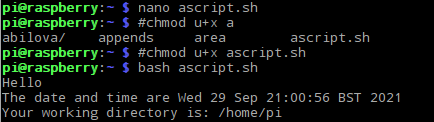 pi@raspberry:~ $ nano ascript.sh
pi@raspberry:~ $ #chmod u+x a
abilova/    appends    area       ascript.sh
pi@raspberry:~ $ #chmod u+x ascript.sh
pi@raspberry:~ $ bash ascript.sh
Hello
The date and time are Wed 29 Sep 21:00:56 BST 2021
Your working directory is: /home/pi